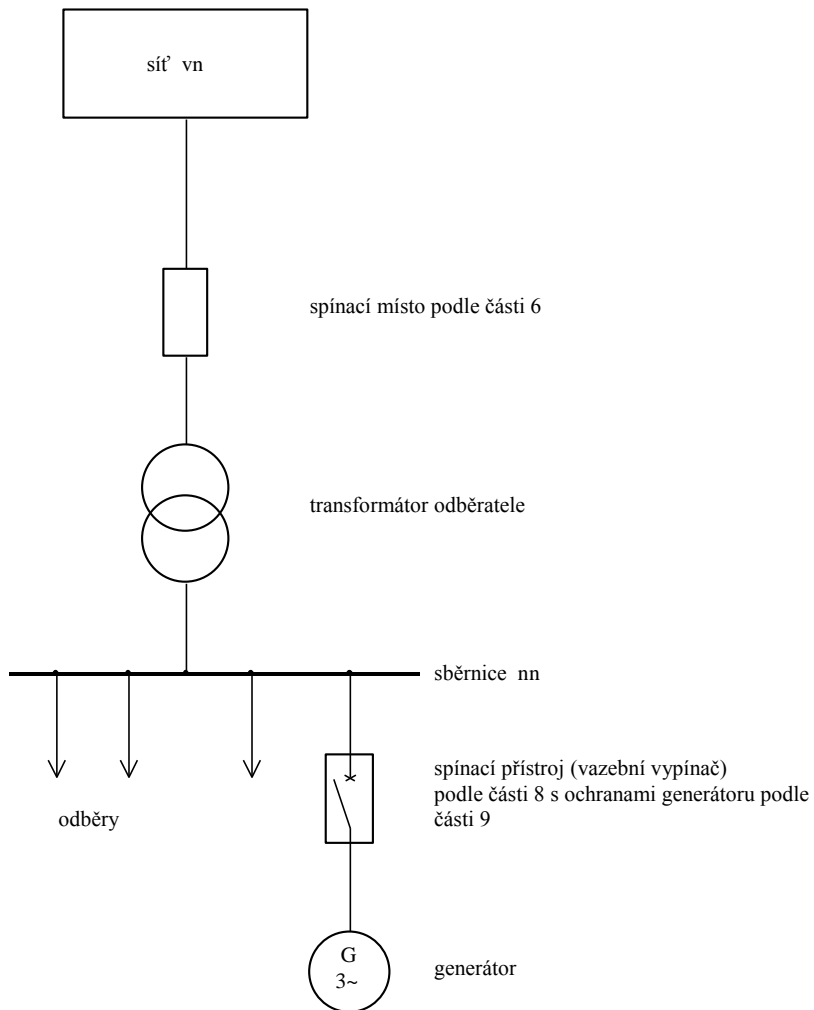 síť vn
spínací místo podle části 6
transformátor odběratele
sběrnice nn
spínací přístroj (vazební vypínač)
podle části 8 s ochranami generátoru podle
části 9
odběry
G
3~
generátor